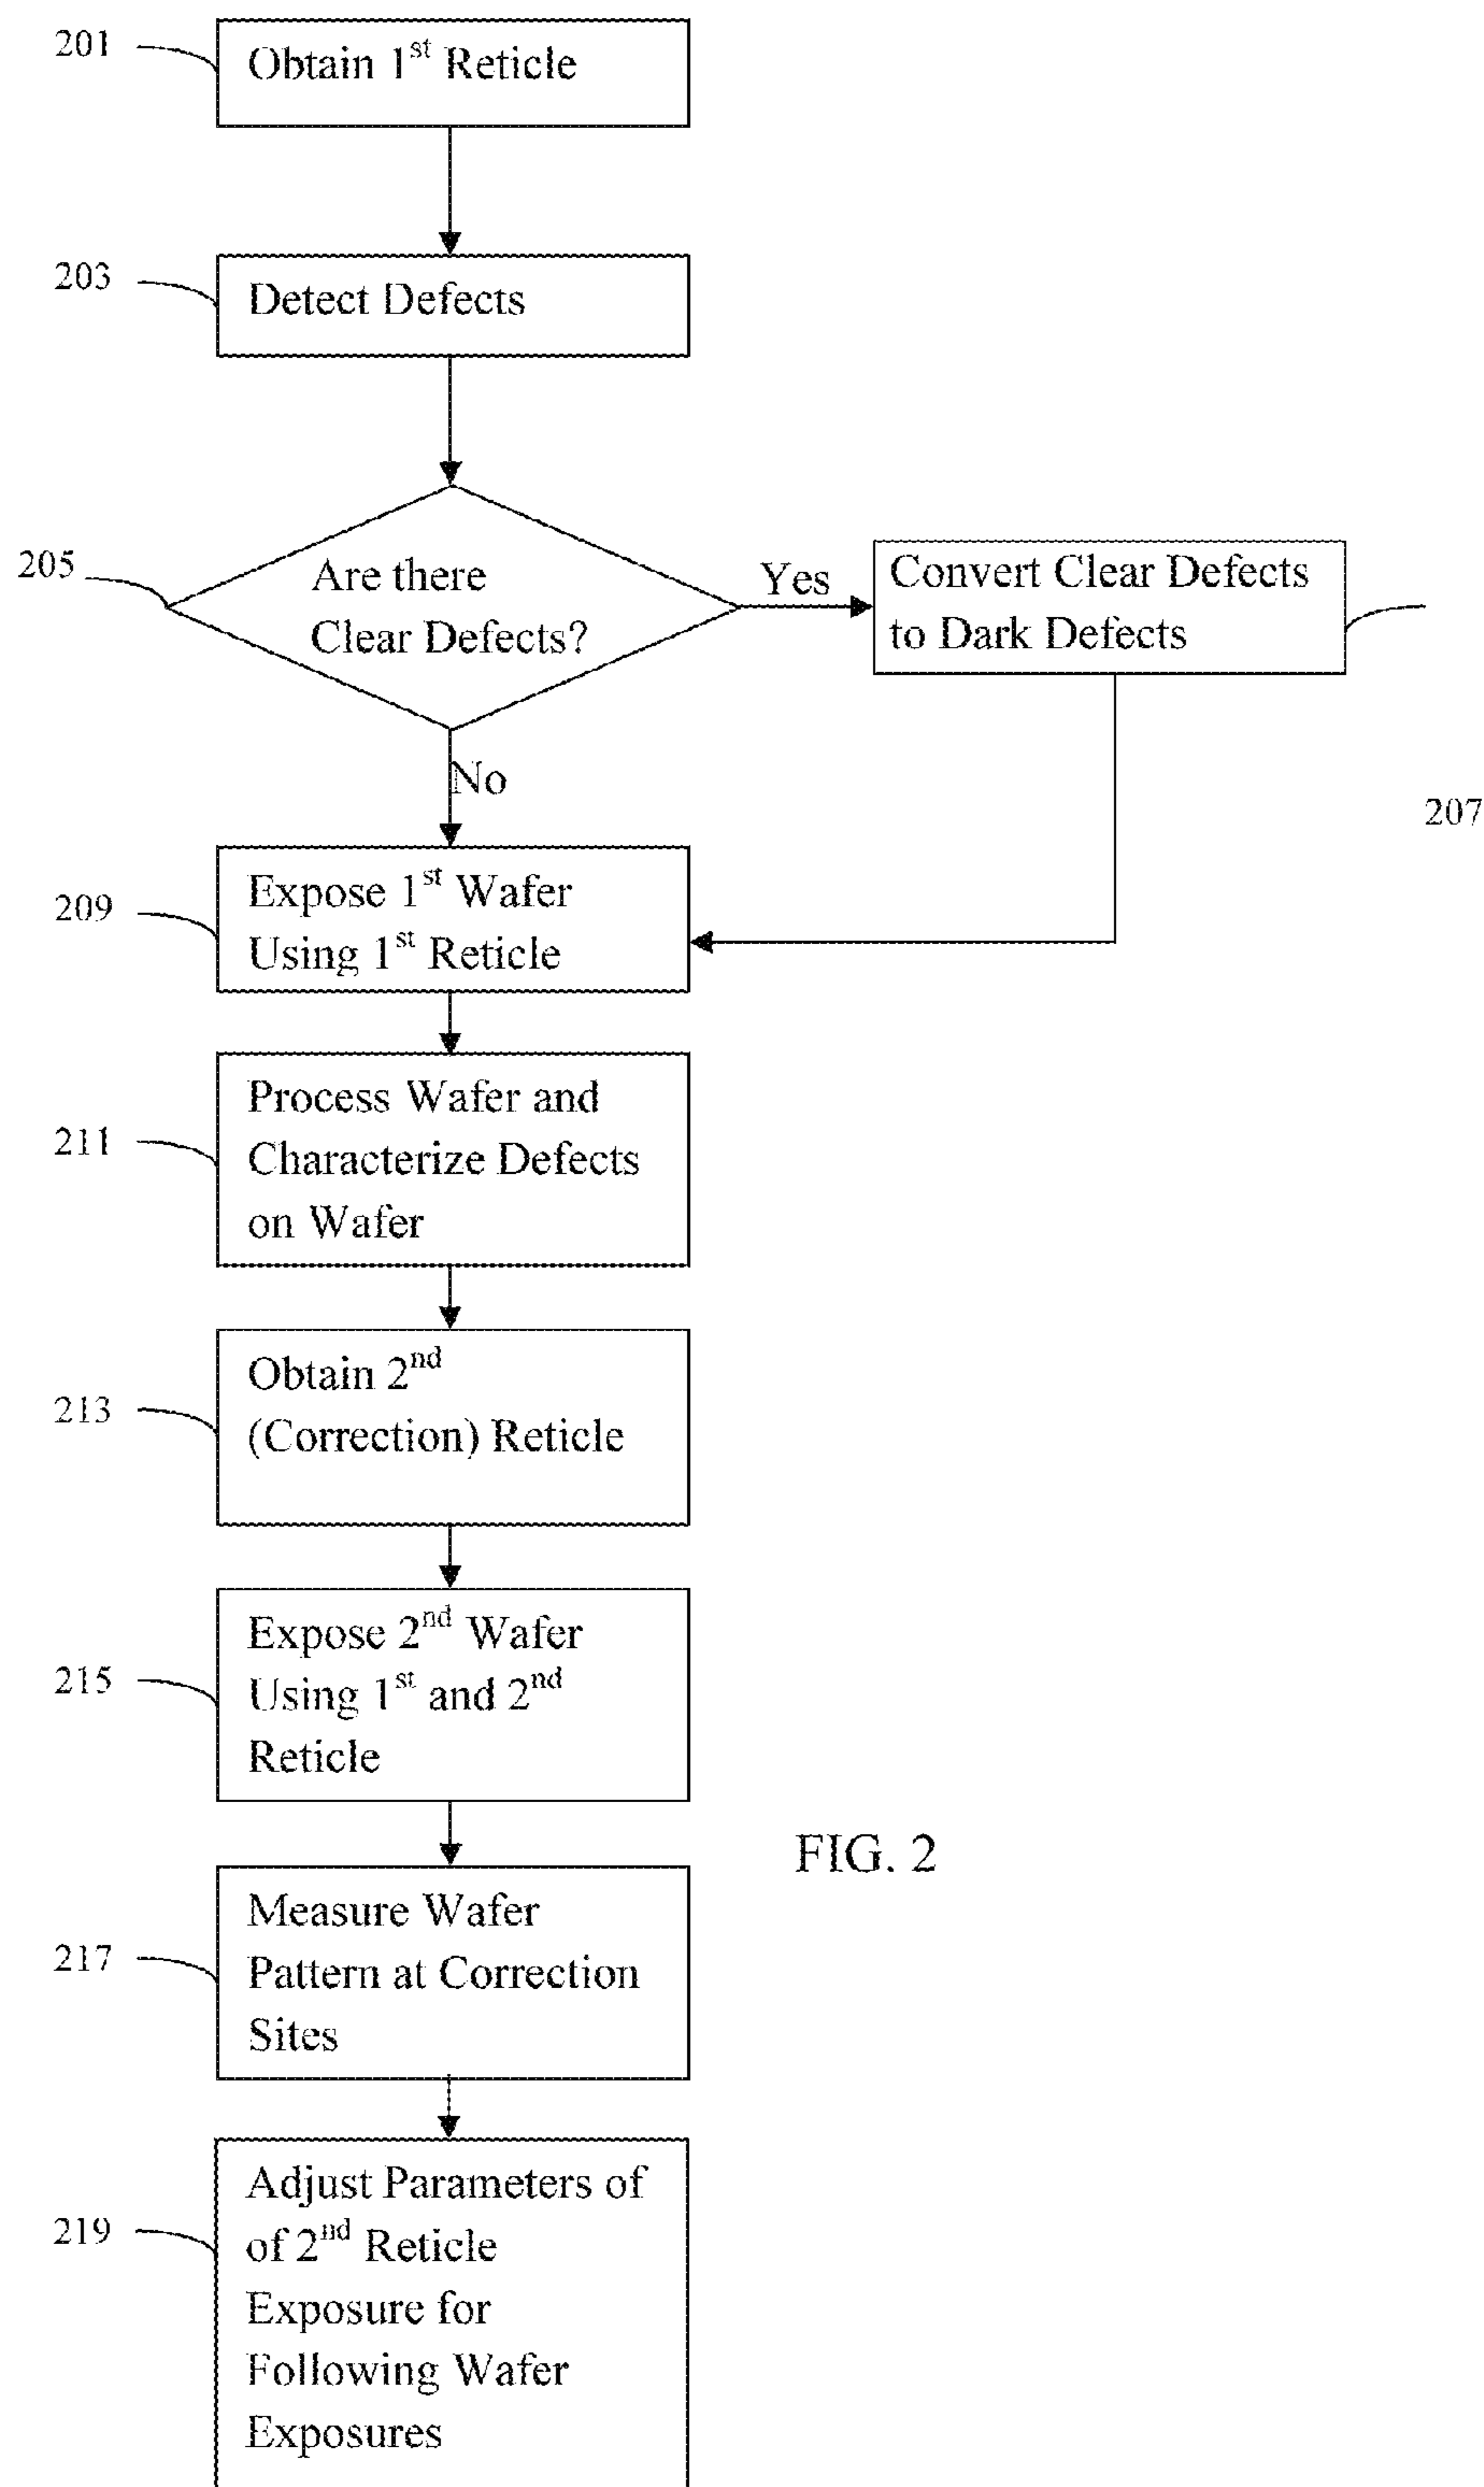 201
Obtain 1st Reticle
203
Detect Defects
205
Are there
Clear Defects?
Yes
Convert Clear Defects
to Dark Defects
207
No
209
Expose 1st Wafer
Using 1st Reticle
211
Process Wafer and
Characterize Defects
on Wafer
213
Obtain 2nd
(Correction) Reticle
215
Expose 2nd Wafer
Using 1st and 2nd
Reticle
FIG. 2
217
Measure Wafer
Pattern at Correction
Sites
219
Adjust Parameters of
of 2nd Reticle
Exposure for
Following Wafer
Exposures